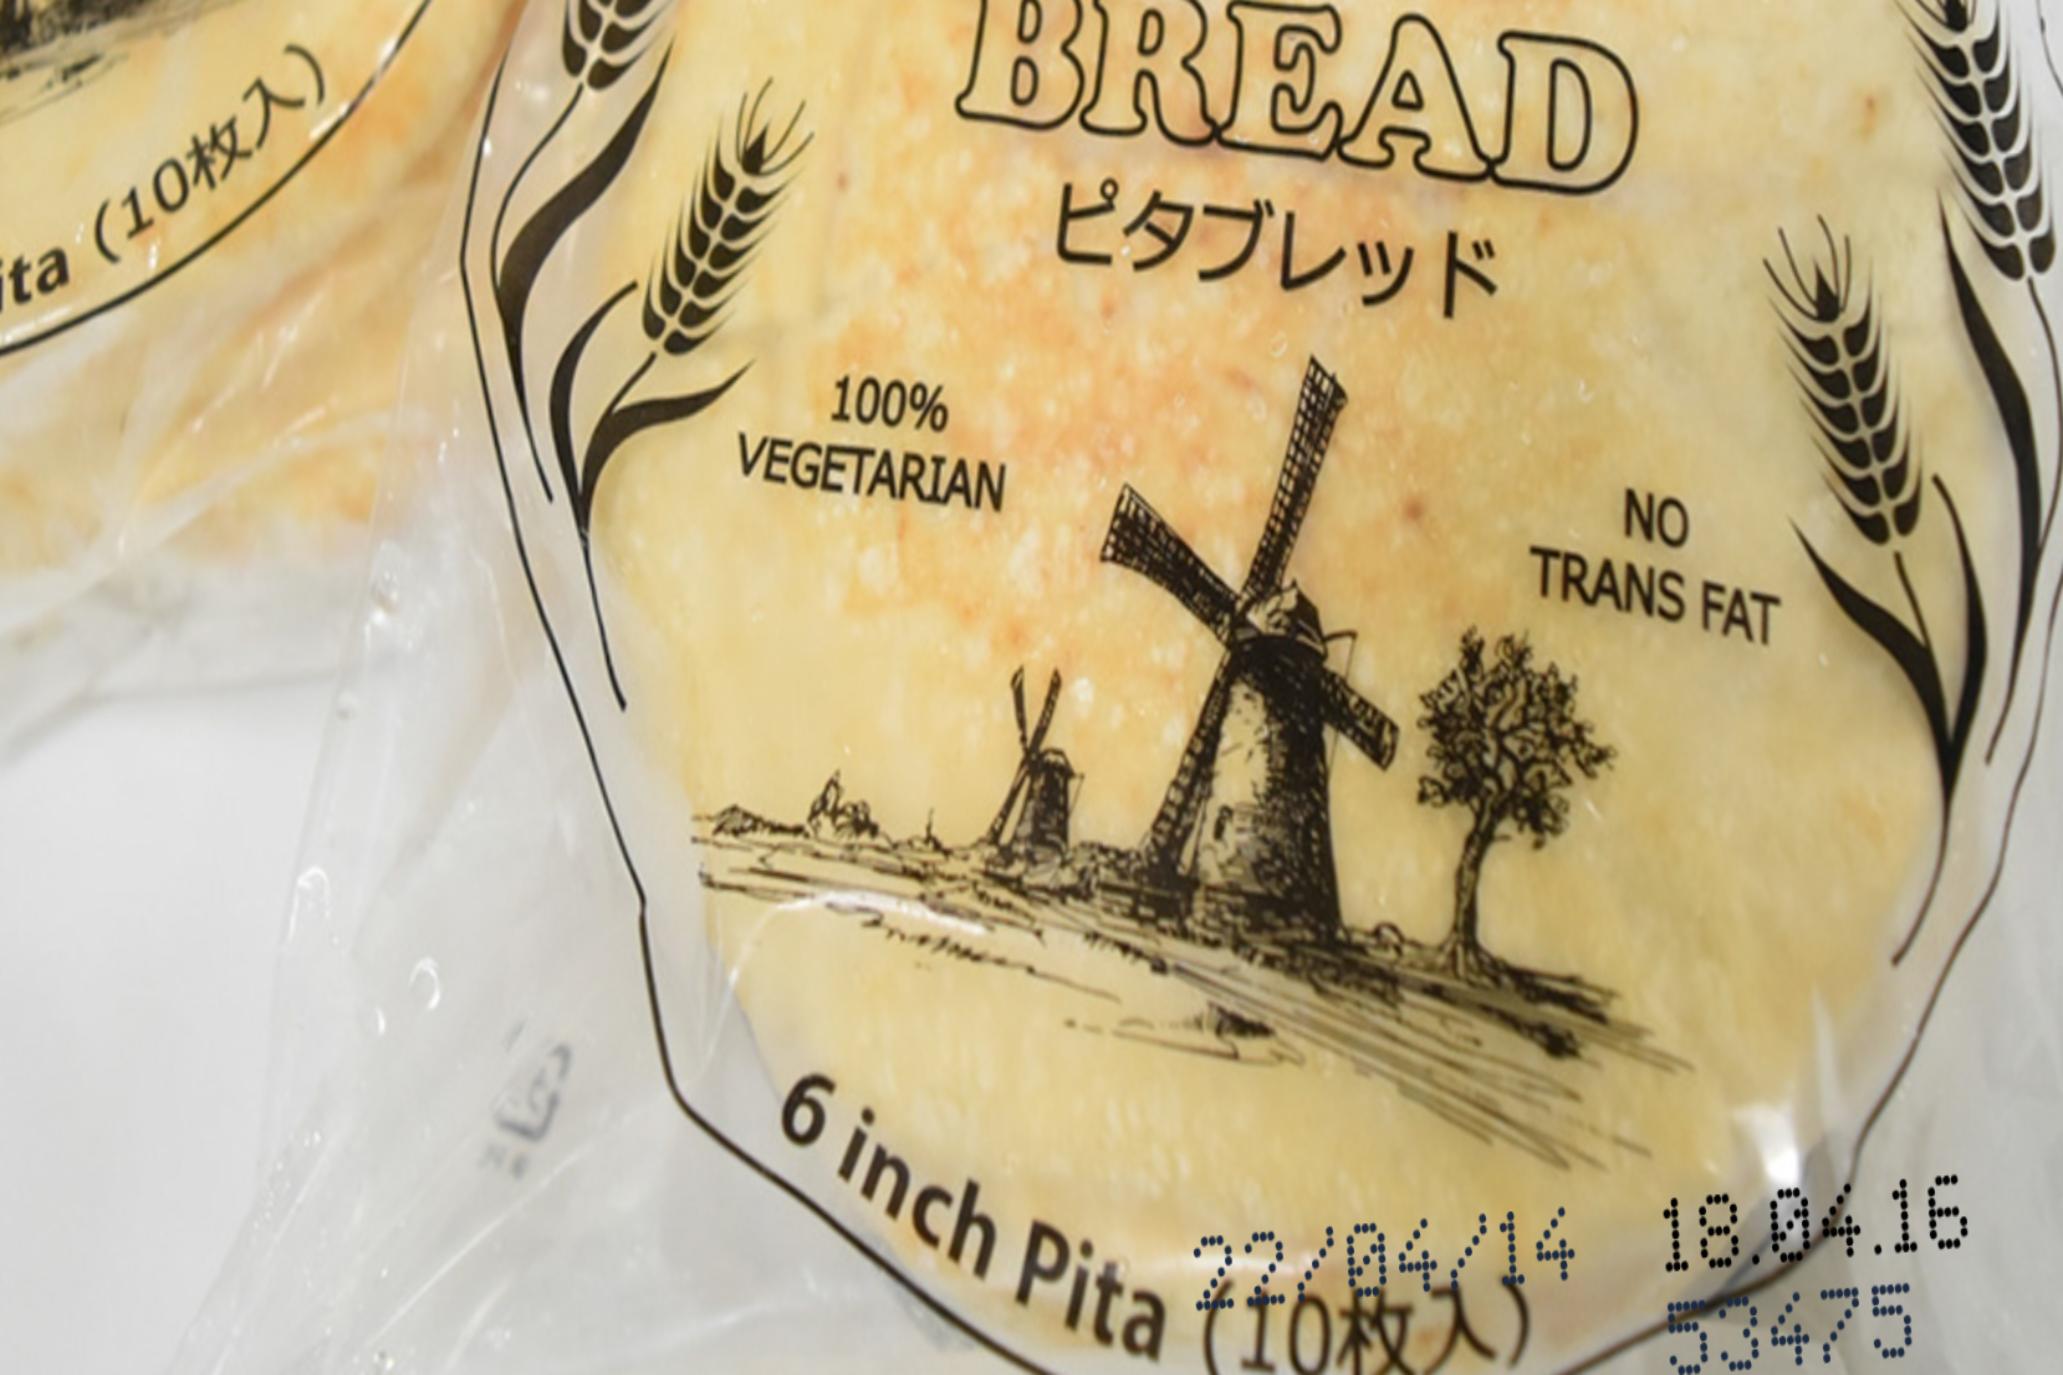 BREAD
ピタブレッド
100%
VEGETARIAN
NO
TRANS FAT
6 inch Pita (10枚入)
ita (10枚入)
22/04/14
18.04.16
53475